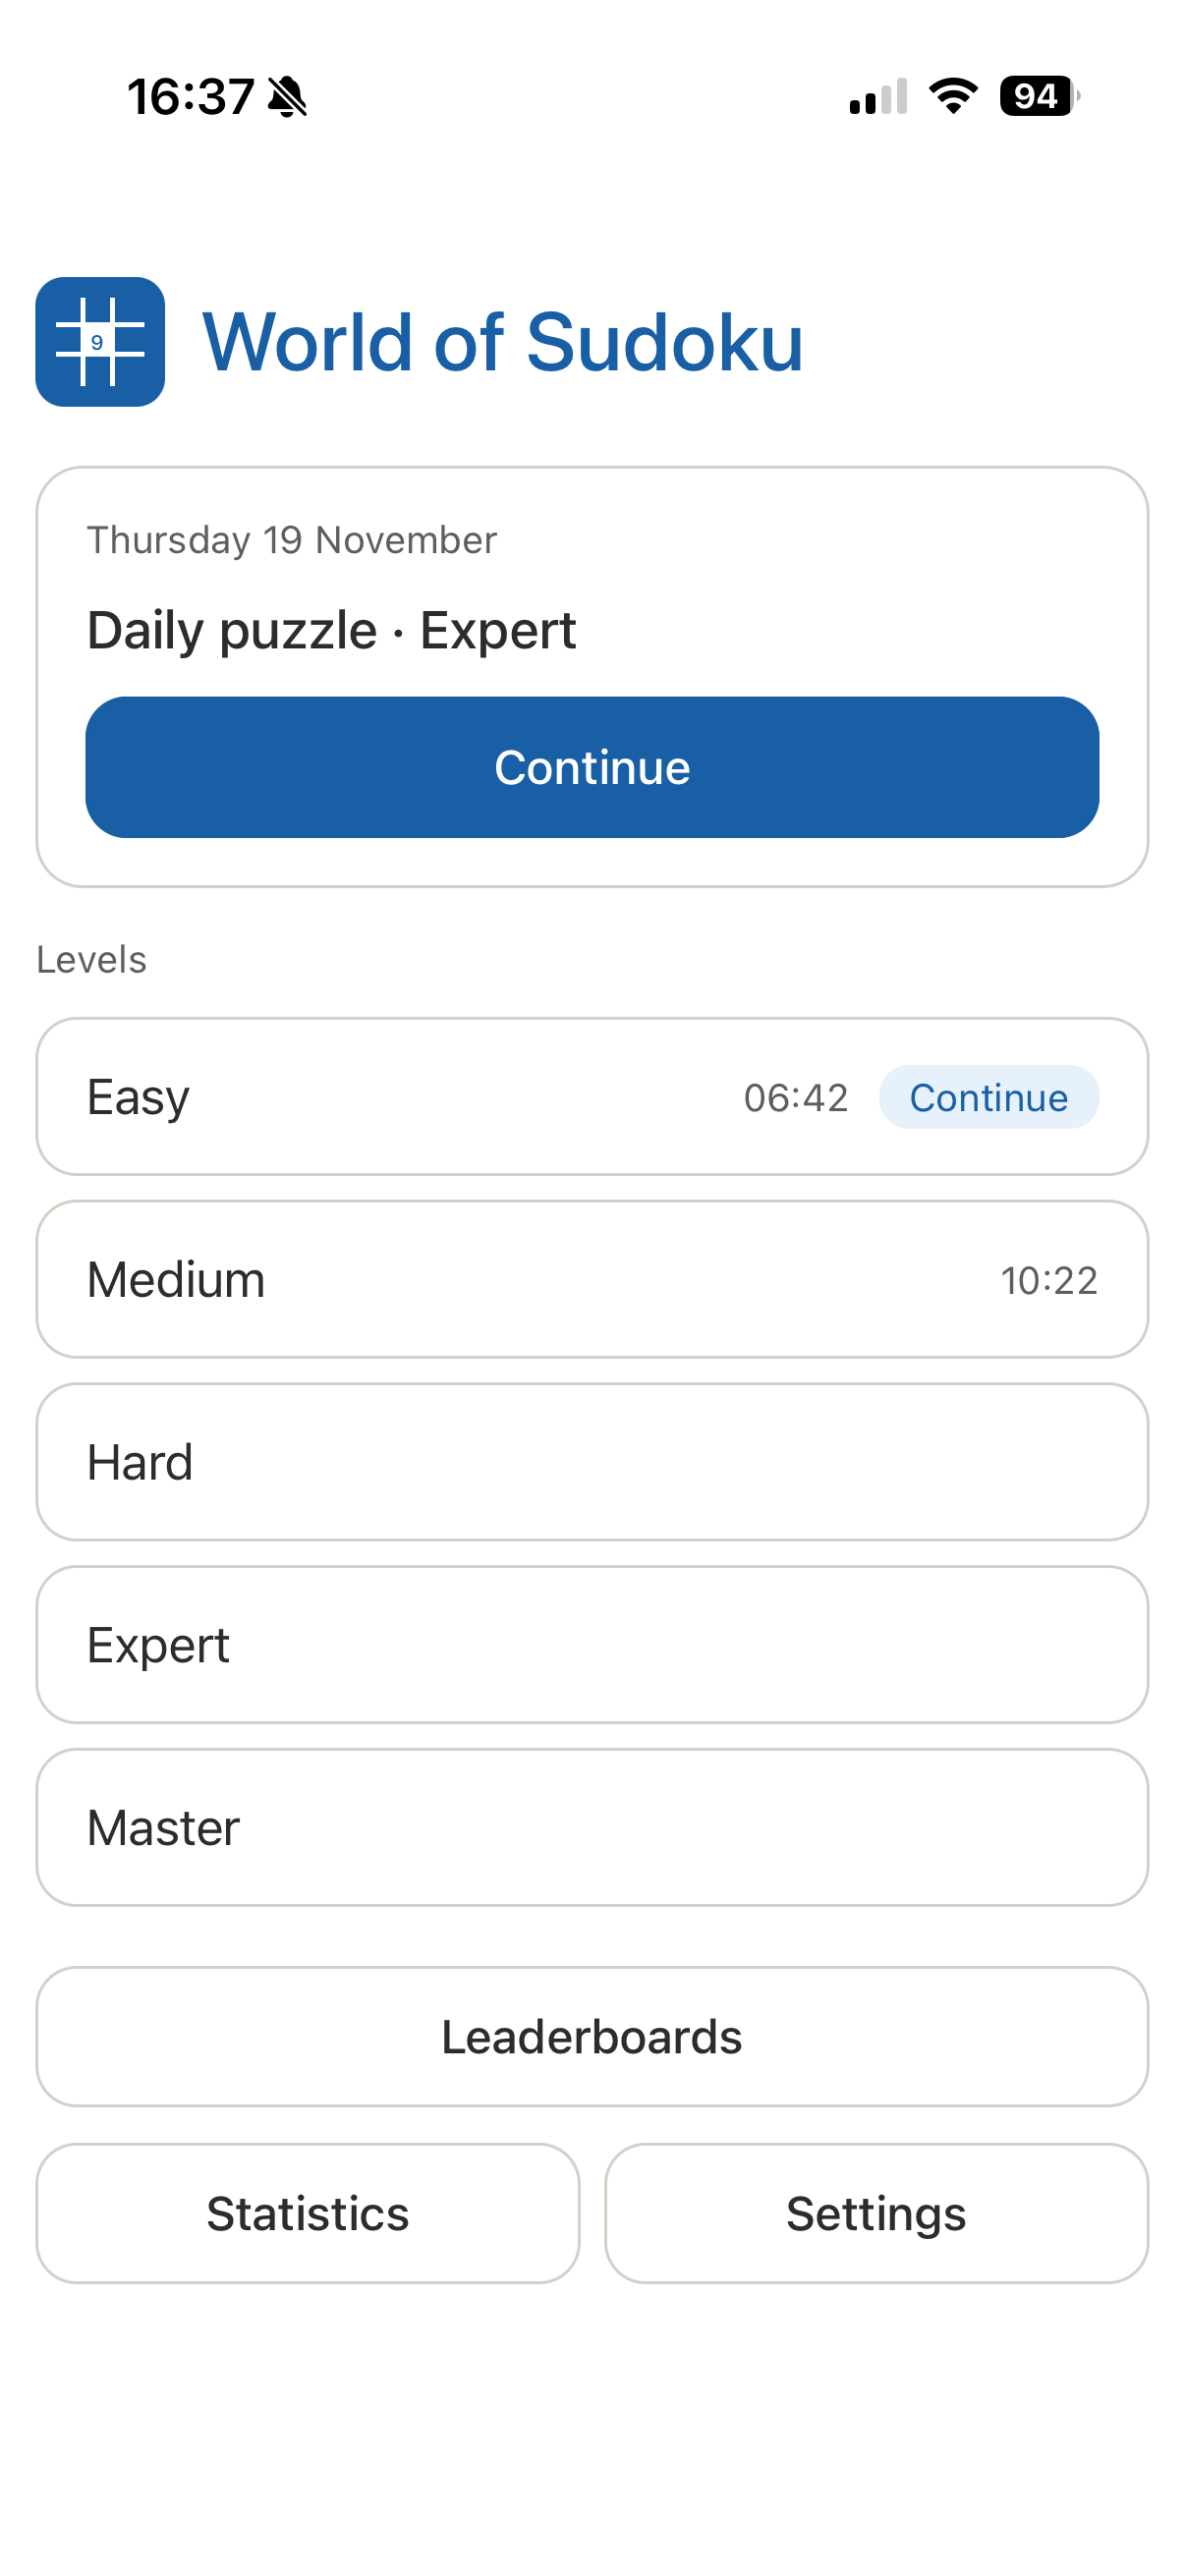 16:37
94
9
World of Sudoku
Thursday 19 November
Daily puzzle · Expert
Continue
Levels
Easy 06:42 Continue
Medium 10:22
Hard
Expert
Master
Leaderboards
Statistics Settings